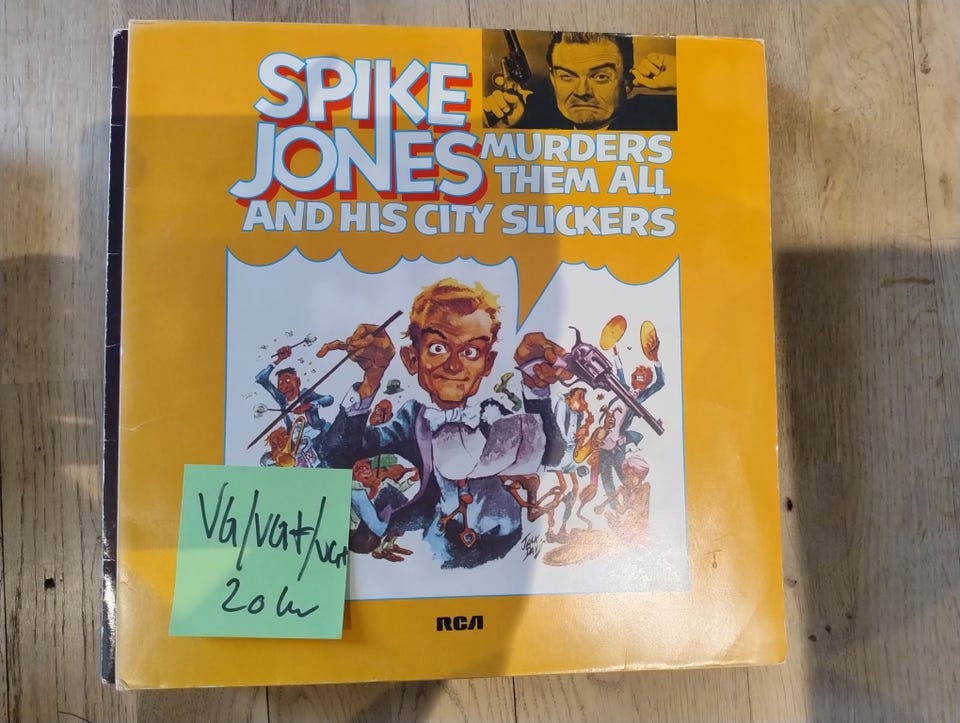 SPIKE
JONES
MURDERS
THEM ALL
AND HIS CITY SLICKERS
VG/VG+/VG+
20 kr
RCA